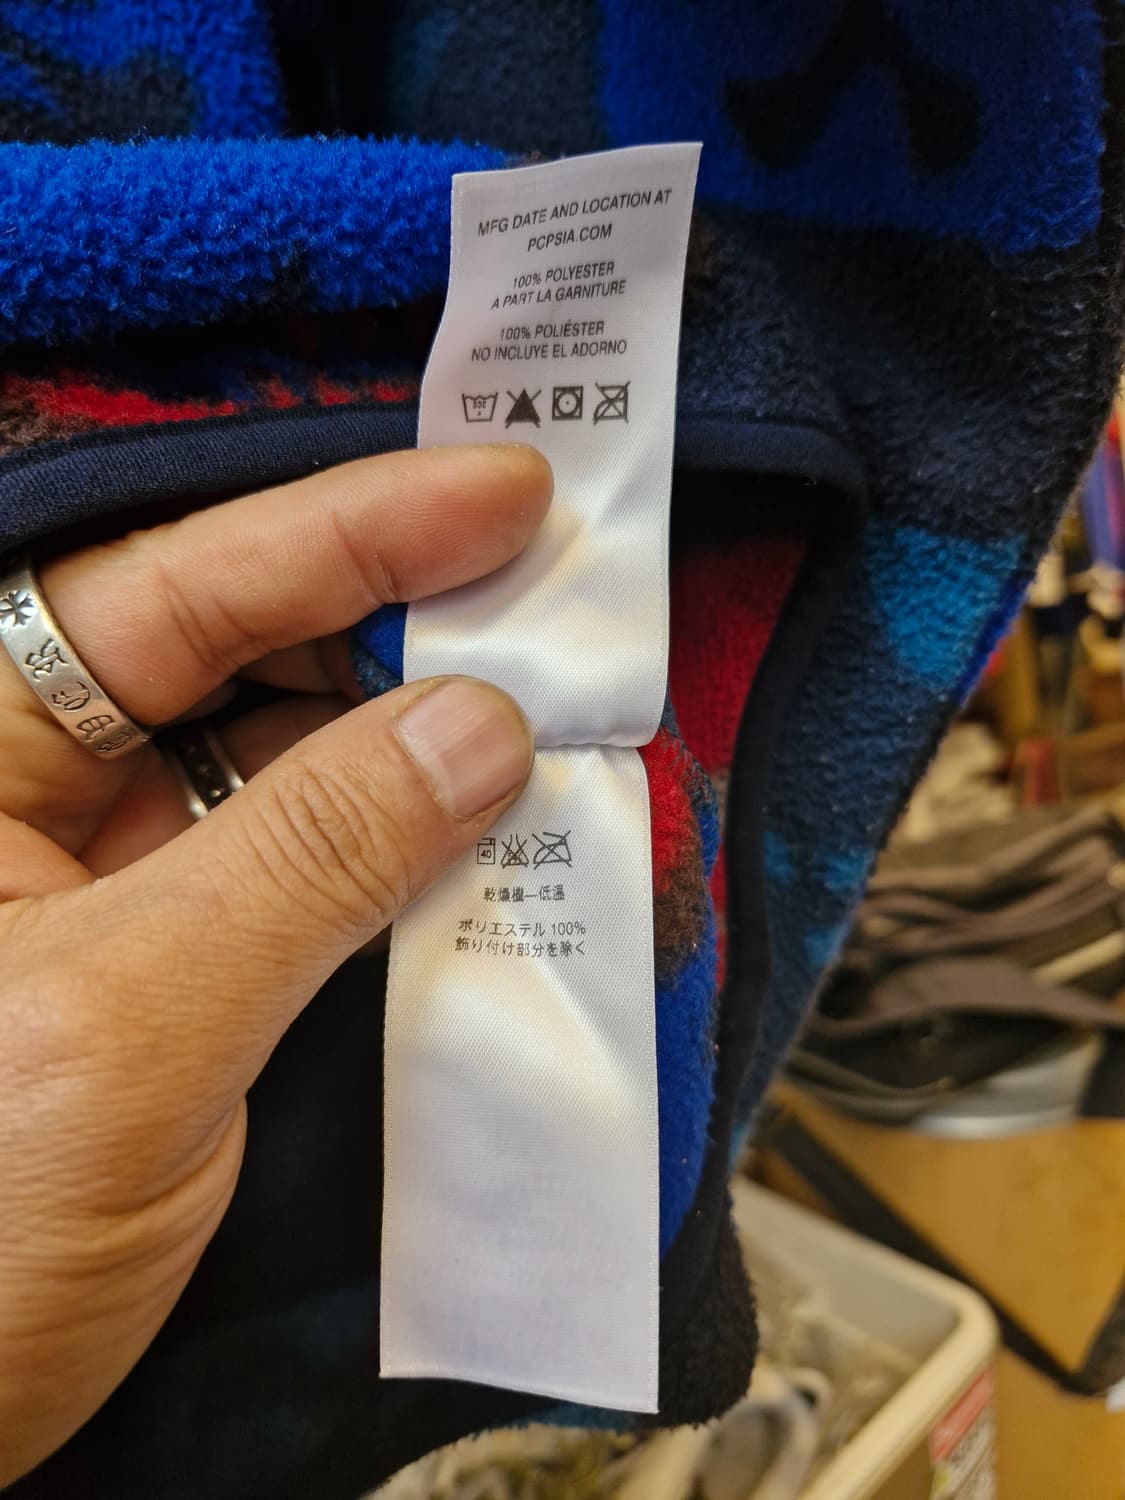 MFG DATE AND LOCATION AT
PCPSIA.COM
100% POLYESTER
A PART LA GARNITURE
100% POLIÉSTER
NO INCLUYE EL ADORNO
40
乾燥機—低温
ポリエステル 100%
飾り付け部分を除く